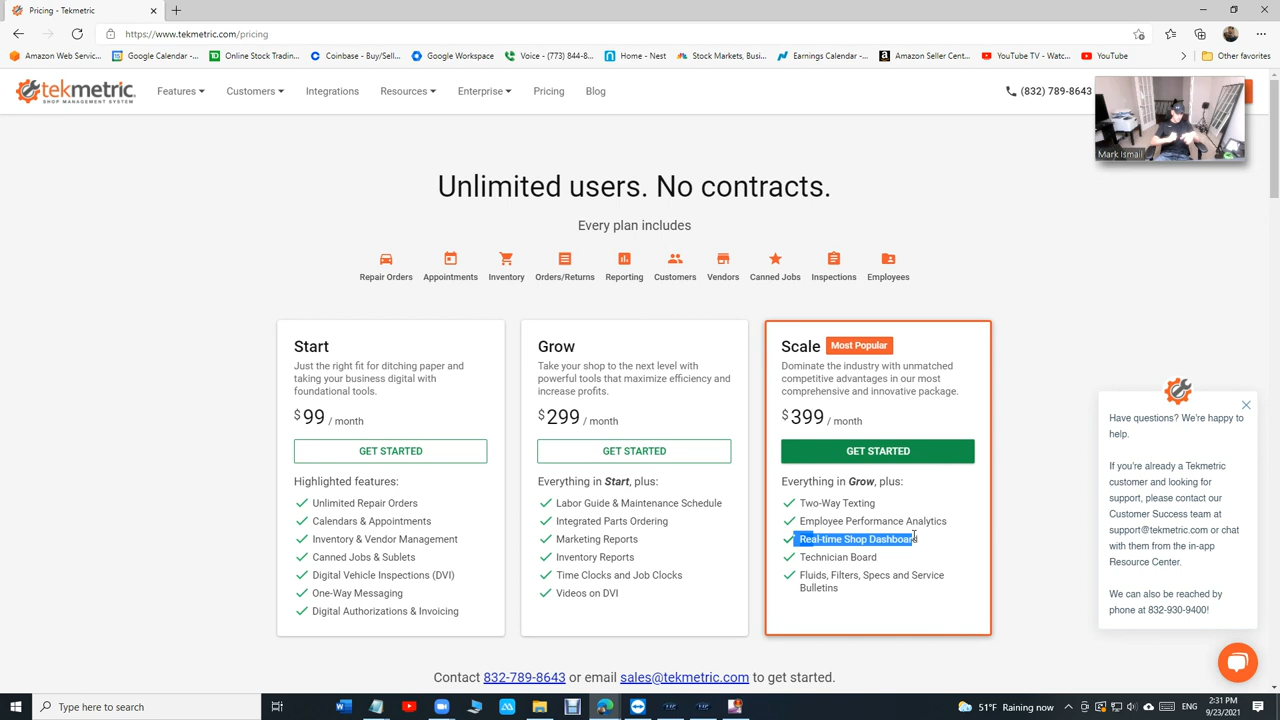 Pricing - Tekmetric
https://www.tekmetric.com/pricing
Amazon Web Servic...
Google Calendar -...
Online Stock Tradin...
Coinbase - Buy/Sell...
Google Workspace
Voice - (773) 844-8...
Home - Nest
Stock Markets, Busi...
Earnings Calendar -...
Amazon Seller Cent...
YouTube TV - Watc...
YouTube
Other favorites
tekmetric
SHOP MANAGEMENT SYSTEM
Features
Customers
Integrations
Resources
Enterprise
Pricing
Blog
(832) 789-8643
Mark Ismail
Unlimited users. No contracts.
Every plan includes
Repair Orders
Appointments
Inventory
Orders/Returns
Reporting
Customers
Vendors
Canned Jobs
Inspections
Employees
Start
Just the right fit for ditching paper and
taking your business digital with
foundational tools.
$99 / month
GET STARTED
Highlighted features:
Unlimited Repair Orders
Calendars & Appointments
Inventory & Vendor Management
Canned Jobs & Sublets
Digital Vehicle Inspections (DVI)
One-Way Messaging
Digital Authorizations & Invoicing
Grow
Take your shop to the next level with
powerful tools that maximize efficiency and
increase profits.
$299 / month
GET STARTED
Everything in Start, plus:
Labor Guide & Maintenance Schedule
Integrated Parts Ordering
Marketing Reports
Inventory Reports
Time Clocks and Job Clocks
Videos on DVI
Scale Most Popular
Dominate the industry with unmatched
competitive advantages in our most
comprehensive and innovative package.
$399 / month
GET STARTED
Everything in Grow, plus:
Two-Way Texting
Employee Performance Analytics
Real-time Shop Dashboard
Technician Board
Fluids, Filters, Specs and Service
Bulletins
Have questions? We're happy to
help.
If you're already a Tekmetric
customer and looking for
support, please contact our
Customer Success team at
support@tekmetric.com or chat
with them from the in-app
Resource Center.
We can also be reached by
phone at 832-930-9400!
Contact 832-789-8643 or email sales@tekmetric.com to get started.
Type here to search
51°F Raining now
2:31 PM
9/23/2021